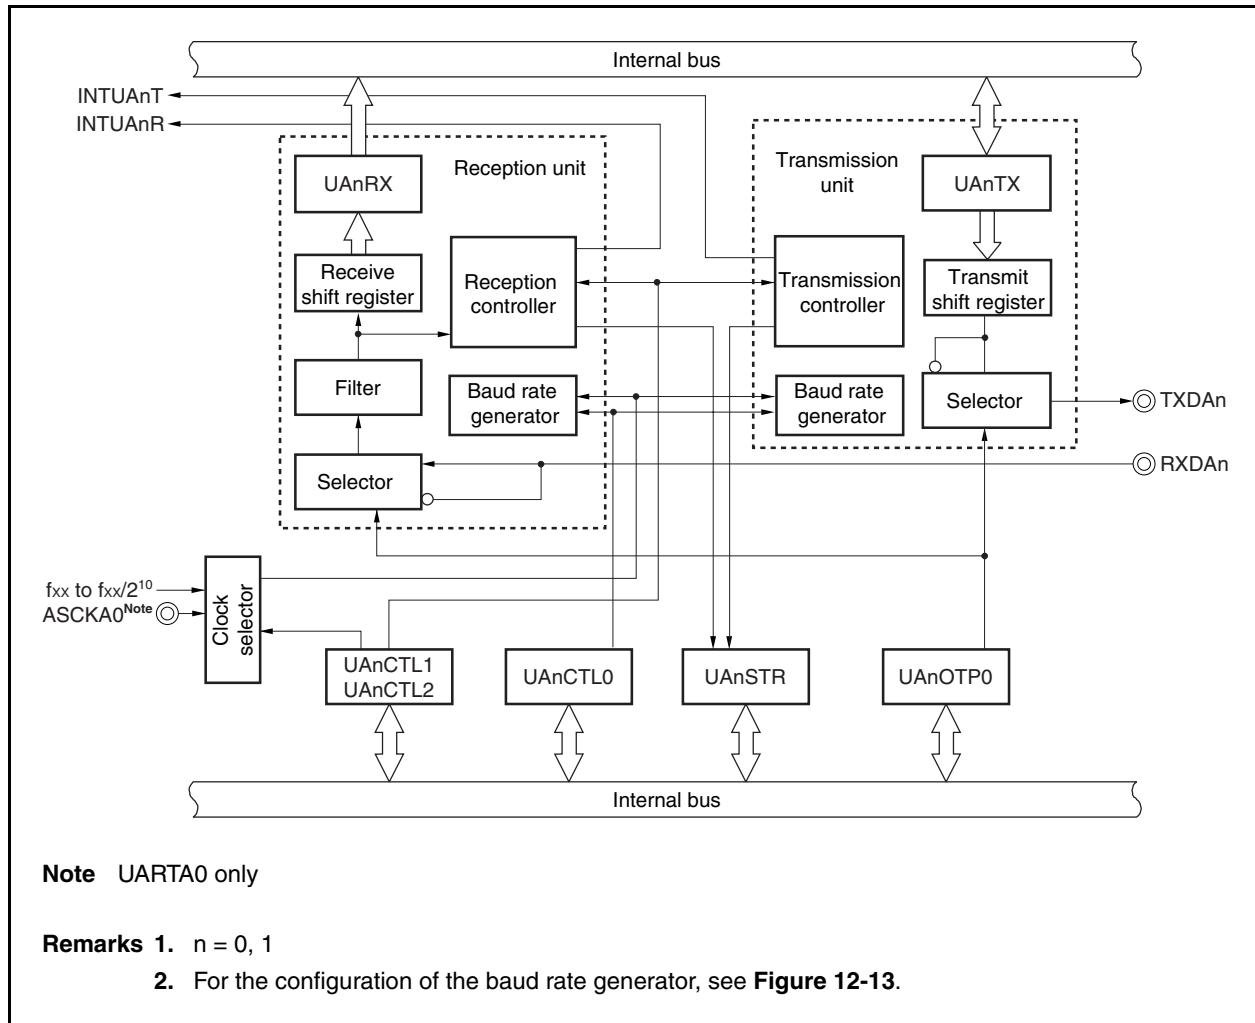 Internal bus
INTUAnT
INTUAnR
Reception unit
Transmission
unit
UAnRX
UAnTX
Receive
shift register
Reception
controller
Transmission
controller
Transmit
shift register
Filter
Baud rate
generator
Baud rate
generator
Selector
TXDAn
Selector
RXDAn
fxx to fxx/2¹⁰
ASCKA0Note
Clock
selector
UAnCTL1
UAnCTL2
UAnCTL0
UAnSTR
UAnOTP0
Internal bus
Note UARTA0 only
Remarks 1. n = 0, 1
2. For the configuration of the baud rate generator, see Figure 12-13.